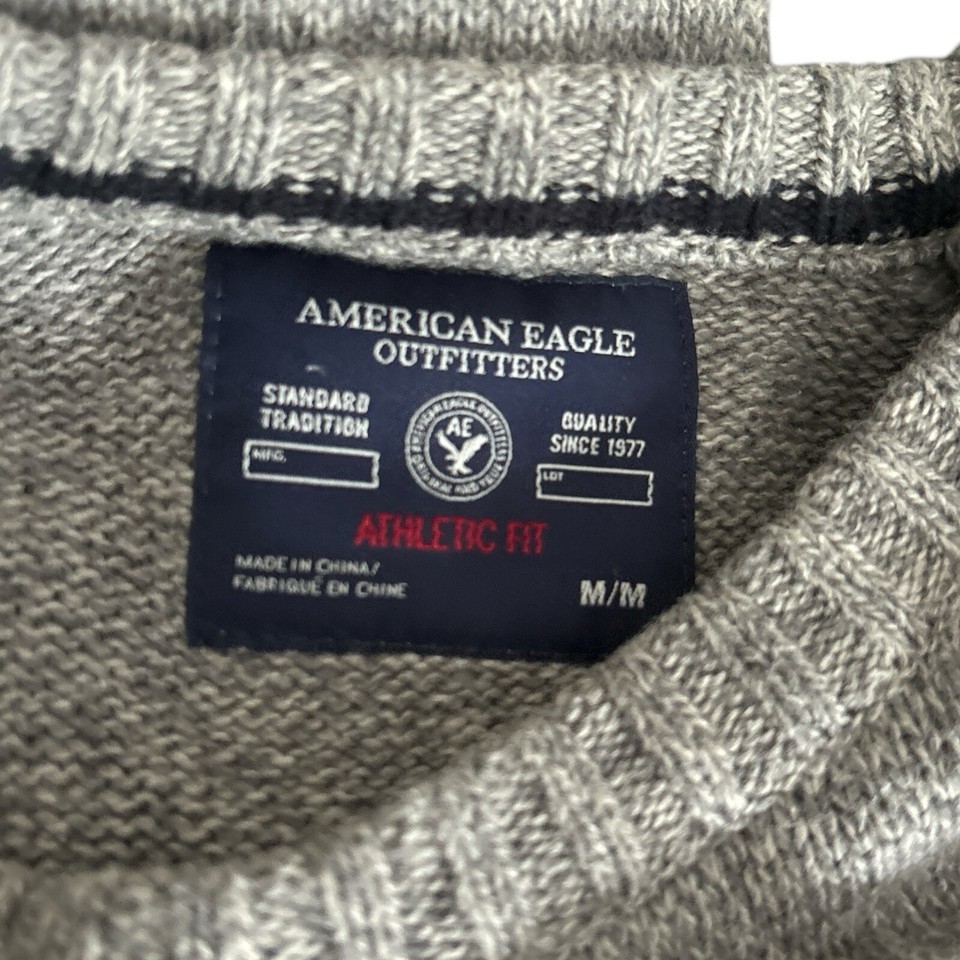 AMERICAN EAGLE
OUTFITTERS
STANDARD
TRADITION
QUALITY
SINCE 1977
MFG.
AE
LOT
ATHLETIC FIT
MADE IN CHINA/
FABRIQUÉ EN CHINE
M/M